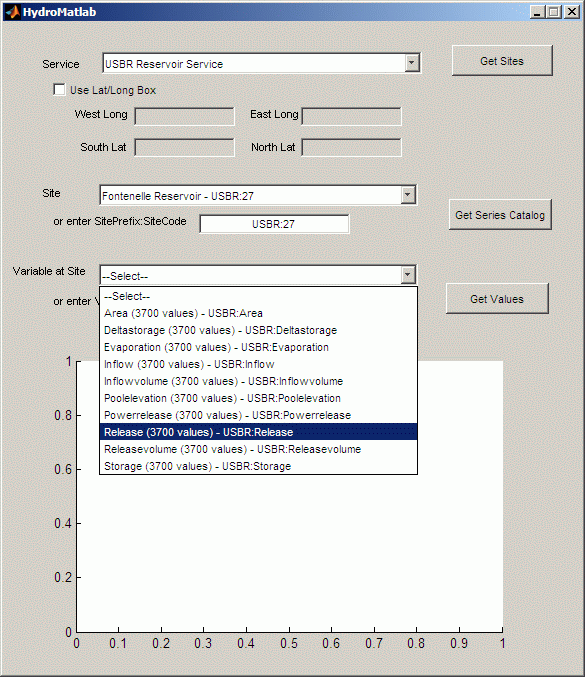 HydroMatlab
Service USBR Reservoir Service Get Sites
Use Lat/Long Box
West Long East Long
South Lat North Lat
Site Fontenelle Reservoir - USBR:27
or enter SitePrefix:SiteCode USBR:27 Get Series Catalog
Variable at Site --Select--
or enter Get Values
--Select--
Area (3700 values) - USBR:Area
Deltastorage (3700 values) - USBR:Deltastorage
Evaporation (3700 values) - USBR:Evaporation
Inflow (3700 values) - USBR:Inflow
Inflowvolume (3700 values) - USBR:Inflowvolume
Poolelevation (3700 values) - USBR:Poolelevation
Powerrelease (3700 values) - USBR:Powerrelease
Release (3700 values) - USBR:Release
Releasevolume (3700 values) - USBR:Releasevolume
Storage (3700 values) - USBR:Storage
1
0.8
0.6
0.4
0.2
0
0 0.1 0.2 0.3 0.4 0.5 0.6 0.7 0.8 0.9 1